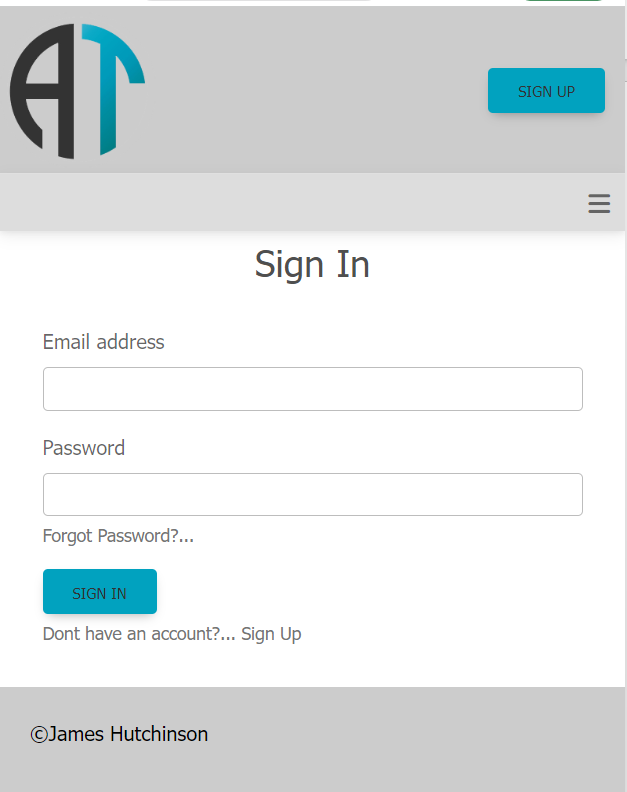 AT
SIGN UP
Sign In
Email address
Password
Forgot Password?...
SIGN IN
Dont have an account?... Sign Up
©James Hutchinson